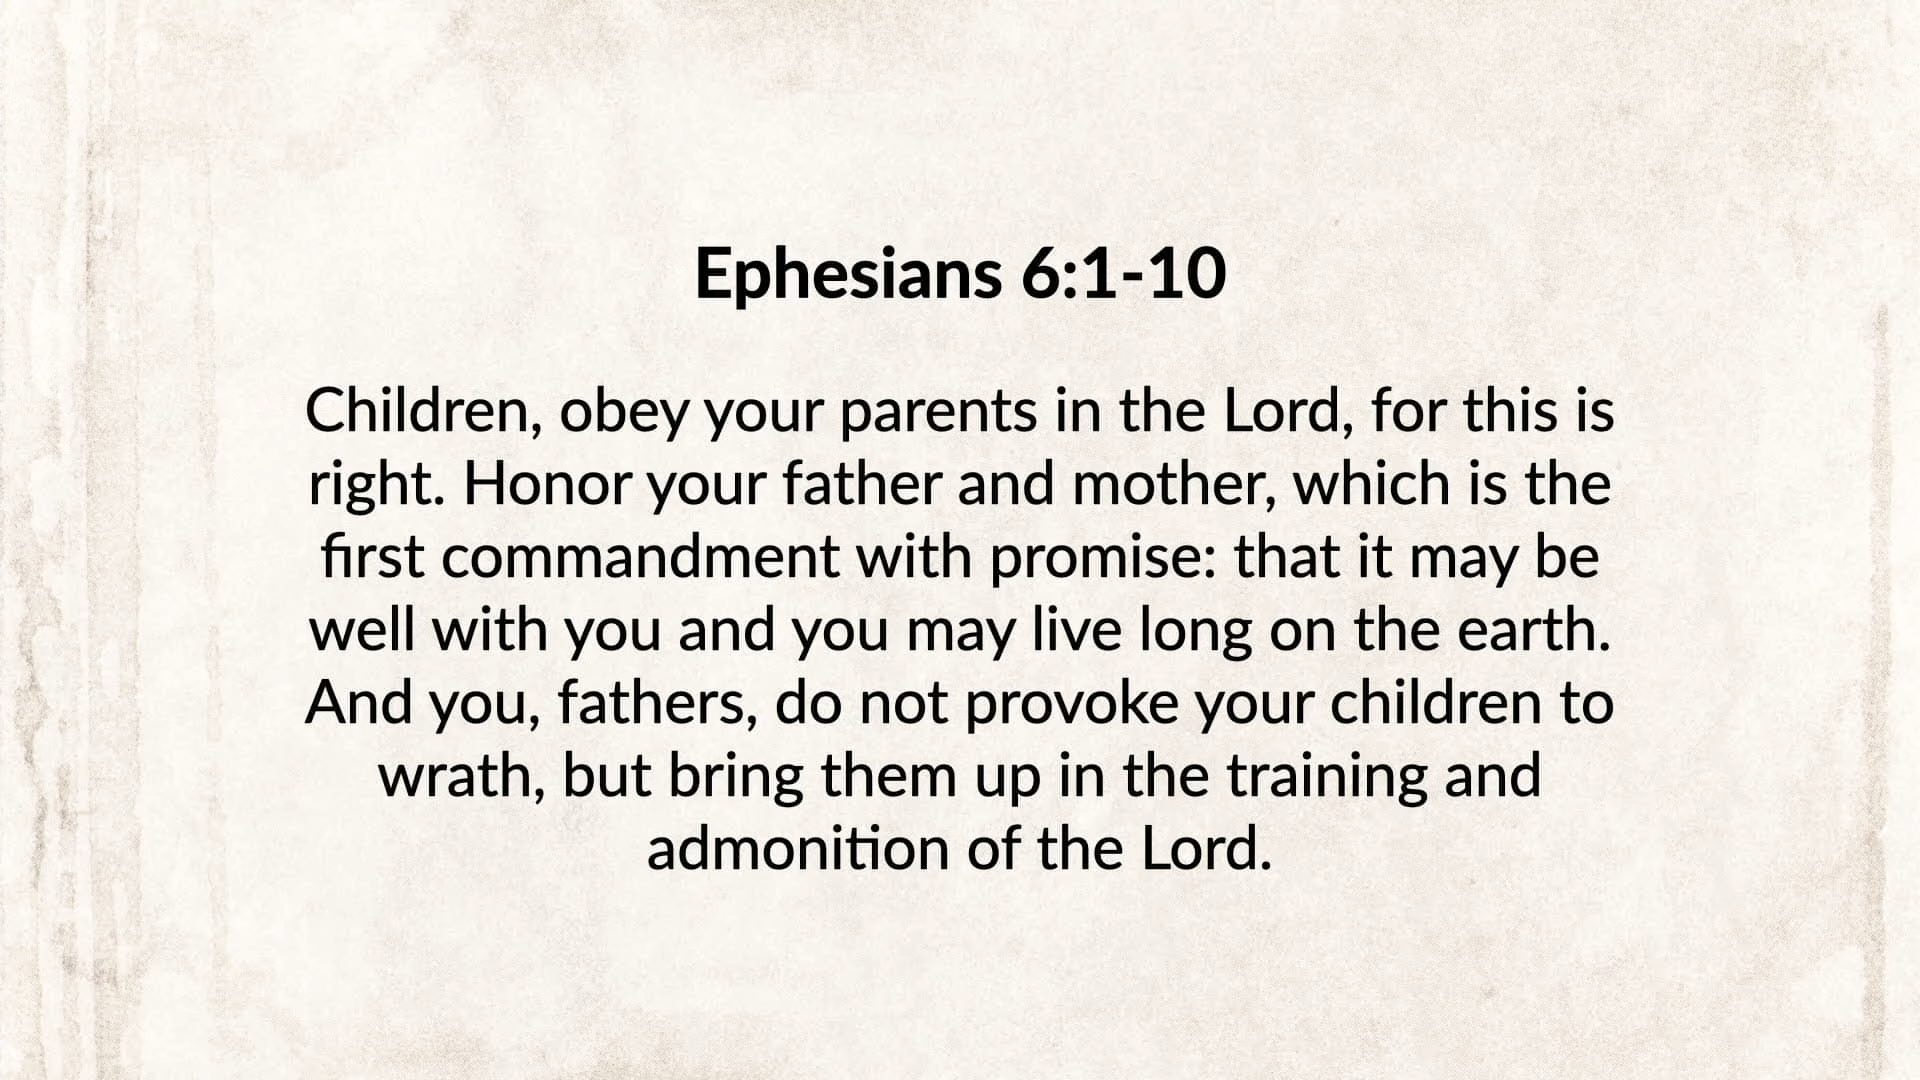 Ephesians 6:1-10
Children, obey your parents in the Lord, for this is
right. Honor your father and mother, which is the
first commandment with promise: that it may be
well with you and you may live long on the earth.
And you, fathers, do not provoke your children to
wrath, but bring them up in the training and
admonition of the Lord.